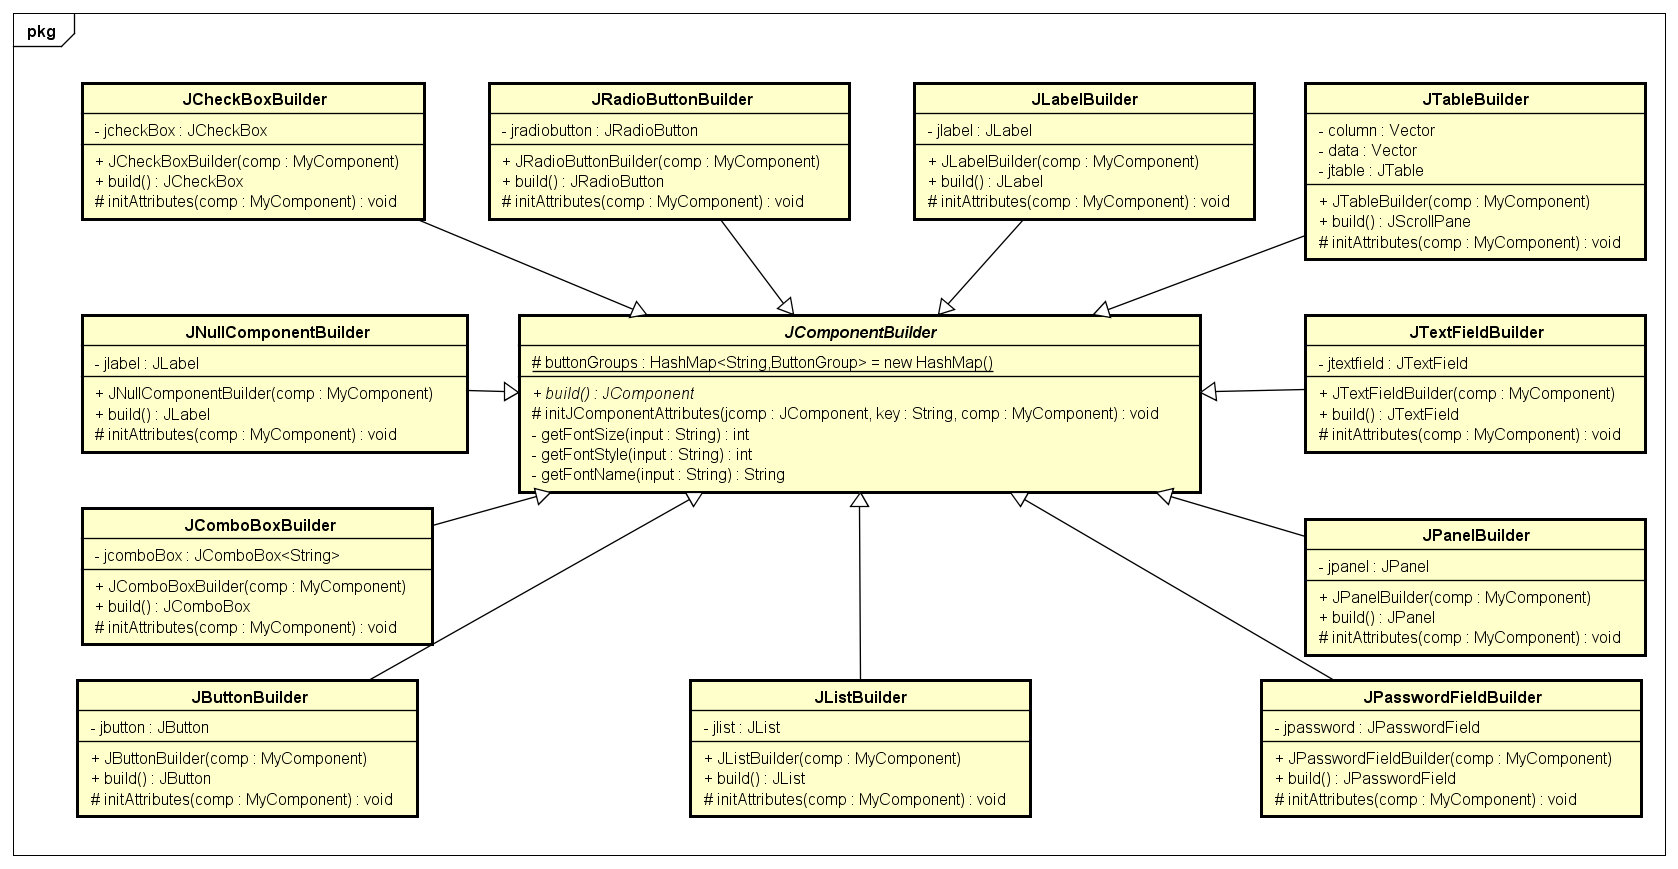 pkg
JCheckBoxBuilder
- jcheckBox : JCheckBox
+ JCheckBoxBuilder(comp : MyComponent)
+ build() : JCheckBox
# initAttributes(comp : MyComponent) : void
JRadioButtonBuilder
- jradiobutton : JRadioButton
+ JRadioButtonBuilder(comp : MyComponent)
+ build() : JRadioButton
# initAttributes(comp : MyComponent) : void
JLabelBuilder
- jlabel : JLabel
+ JLabelBuilder(comp : MyComponent)
+ build() : JLabel
# initAttributes(comp : MyComponent) : void
JTableBuilder
- column : Vector
- data : Vector
- jtable : JTable
+ JTableBuilder(comp : MyComponent)
+ build() : JScrollPane
# initAttributes(comp : MyComponent) : void
JNullComponentBuilder
- jlabel : JLabel
+ JNullComponentBuilder(comp : MyComponent)
+ build() : JLabel
# initAttributes(comp : MyComponent) : void
JComponentBuilder
# buttonGroups : HashMap<String,ButtonGroup> = new HashMap()
+ build() : JComponent
# initJComponentAttributes(jcomp : JComponent, key : String, comp : MyComponent) : void
- getFontSize(input : String) : int
- getFontStyle(input : String) : int
- getFontName(input : String) : String
JTextFieldBuilder
- jtextfield : JTextField
+ JTextFieldBuilder(comp : MyComponent)
+ build() : JTextField
# initAttributes(comp : MyComponent) : void
JComboBoxBuilder
- jcomboBox : JComboBox<String>
+ JComboBoxBuilder(comp : MyComponent)
+ build() : JComboBox
# initAttributes(comp : MyComponent) : void
JPanelBuilder
- jpanel : JPanel
+ JPanelBuilder(comp : MyComponent)
+ build() : JPanel
# initAttributes(comp : MyComponent) : void
JButtonBuilder
- jbutton : JButton
+ JButtonBuilder(comp : MyComponent)
+ build() : JButton
# initAttributes(comp : MyComponent) : void
JListBuilder
- jlist : JList
+ JListBuilder(comp : MyComponent)
+ build() : JList
# initAttributes(comp : MyComponent) : void
JPasswordFieldBuilder
- jpassword : JPasswordField
+ JPasswordFieldBuilder(comp : MyComponent)
+ build() : JPasswordField
# initAttributes(comp : MyComponent) : void